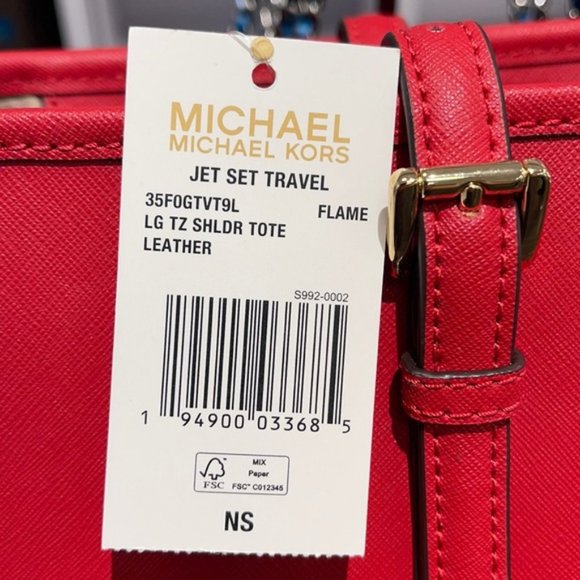 MICHAEL
MICHAEL KORS
JET SET TRAVEL
35F0GTVT9L FLAME
LG TZ SHLDR TOTE
LEATHER
S992-0002
1 94900 03368 5
FSC
MIX
Paper
FSC™ C012345
NS